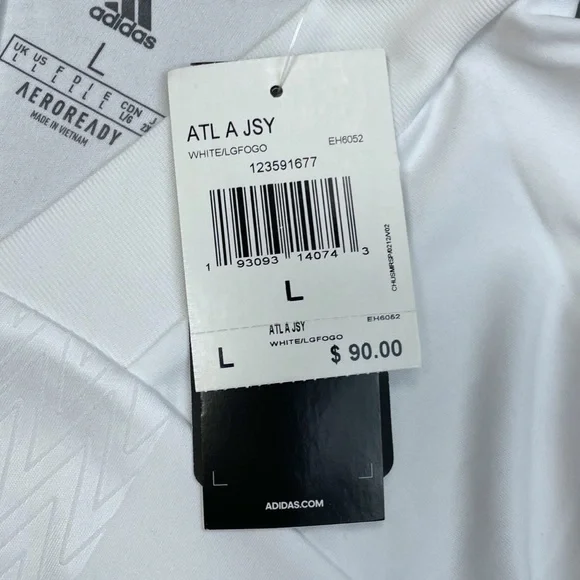 adidas
L
UK US F D I E CDN J
L L L L L L L/G
AEROREADY
MADE IN VIETNAM
ATL A JSY
WHITE/LGFOGO EH6052
123591677
1 93093 14074 3
L
ATL A JSY EH6052
WHITE/LGFOGO
L $ 90.00
ADIDAS.COM